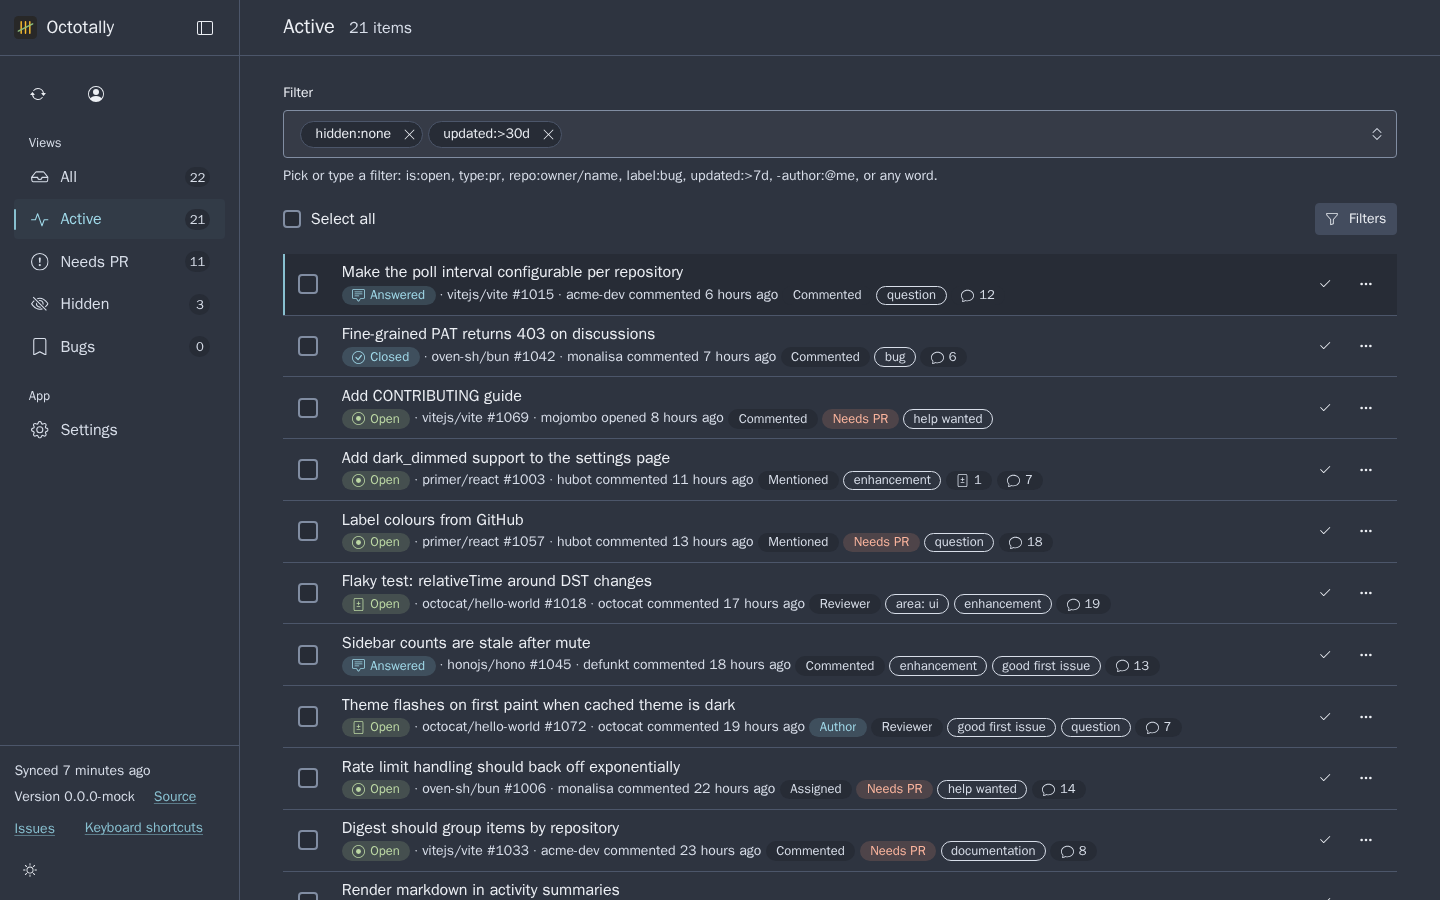 Octotally
Active 21 items
Views
All 22
Active 21
Needs PR 11
Hidden 3
Bugs 0
App
Settings
Synced 7 minutes ago
Version 0.0.0-mock Source
Issues Keyboard shortcuts
Filter
hidden:none updated:>30d
Pick or type a filter: is:open, type:pr, repo:owner/name, label:bug, updated:>7d, -author:@me, or any word.
Select all Filters
Make the poll interval configurable per repository
Answered · vitejs/vite #1015 · acme-dev commented 6 hours ago Commented question 12
Fine-grained PAT returns 403 on discussions
Closed · oven-sh/bun #1042 · monalisa commented 7 hours ago Commented bug 6
Add CONTRIBUTING guide
Open · vitejs/vite #1069 · mojombo opened 8 hours ago Commented Needs PR help wanted
Add dark_dimmed support to the settings page
Open · primer/react #1003 · hubot commented 11 hours ago Mentioned enhancement 1 7
Label colours from GitHub
Open · primer/react #1057 · hubot commented 13 hours ago Mentioned Needs PR question 18
Flaky test: relativeTime around DST changes
Open · octocat/hello-world #1018 · octocat commented 17 hours ago Reviewer area: ui enhancement 19
Sidebar counts are stale after mute
Answered · honojs/hono #1045 · defunkt commented 18 hours ago Commented enhancement good first issue 13
Theme flashes on first paint when cached theme is dark
Open · octocat/hello-world #1072 · octocat commented 19 hours ago Author Reviewer good first issue question 7
Rate limit handling should back off exponentially
Open · oven-sh/bun #1006 · monalisa commented 22 hours ago Assigned Needs PR help wanted 14
Digest should group items by repository
Open · vitejs/vite #1033 · acme-dev commented 23 hours ago Commented Needs PR documentation 8
Render markdown in activity summaries